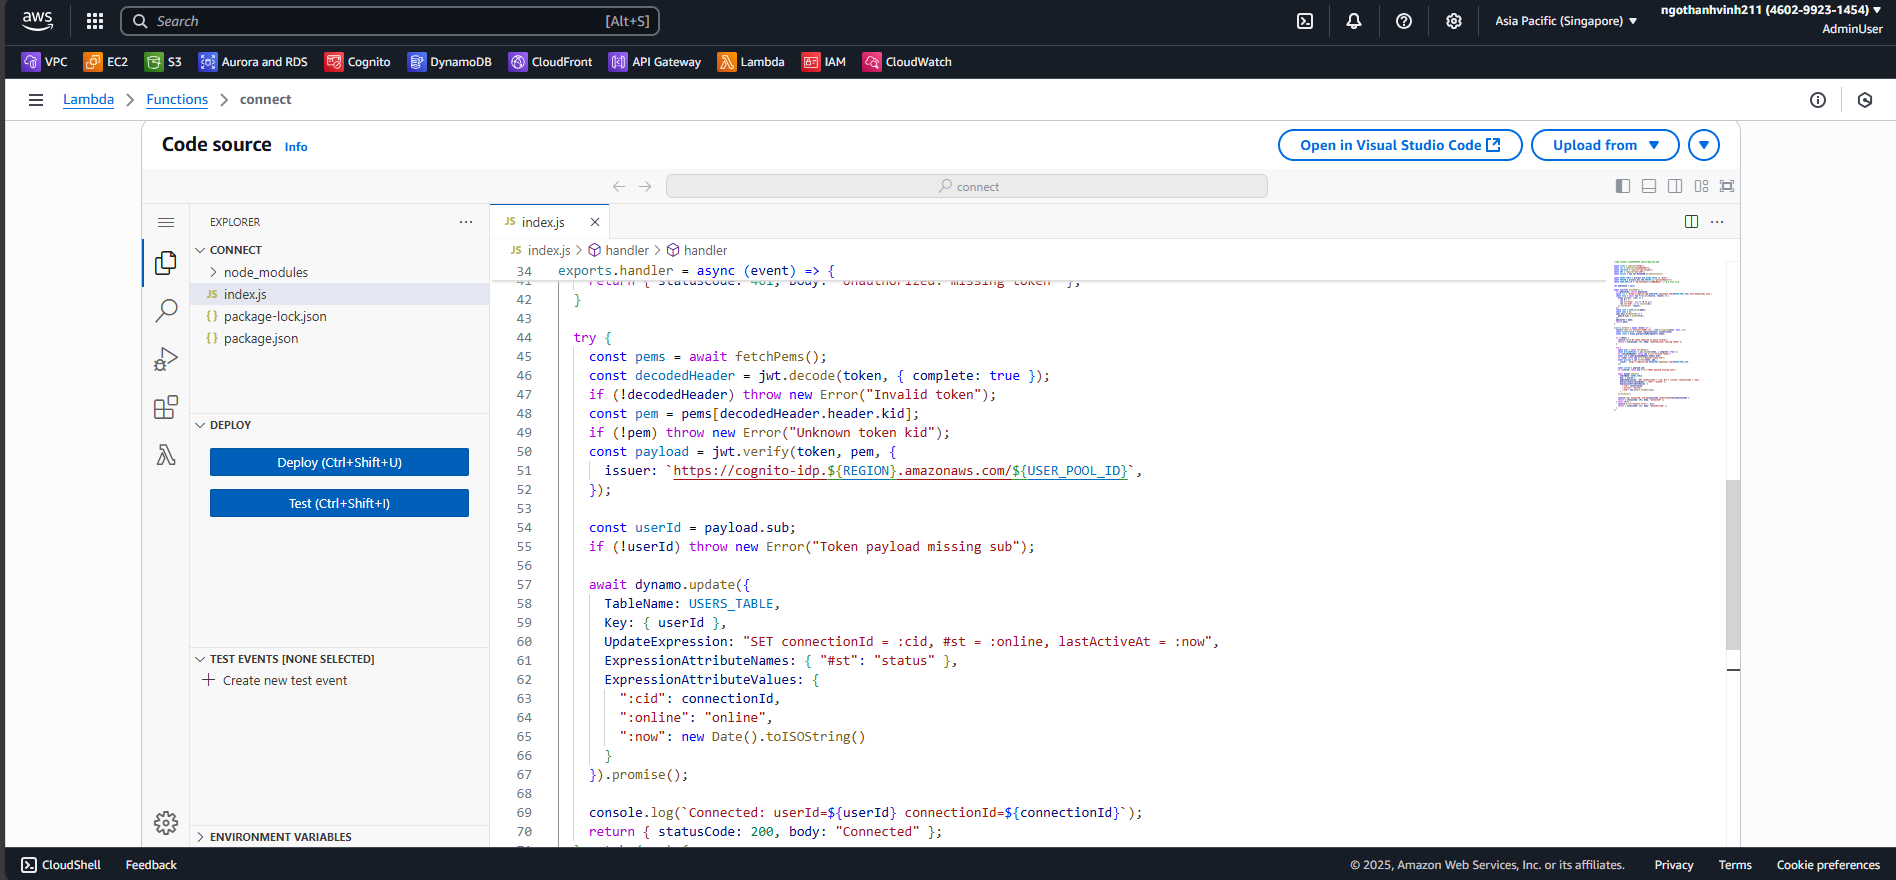 aws
Search [Alt+S]
Asia Pacific (Singapore)
ngothanhvinh211 (4602-9923-1454)
AdminUser
VPC EC2 S3 Aurora and RDS Cognito DynamoDB CloudFront API Gateway Lambda IAM CloudWatch
Lambda Functions connect
Code source Info
Open in Visual Studio Code
Upload from
connect
EXPLORER
CONNECT
node_modules
JS index.js
{} package-lock.json
{} package.json
DEPLOY
Deploy (Ctrl+Shift+U)
Test (Ctrl+Shift+I)
TEST EVENTS [NONE SELECTED]
Create new test event
ENVIRONMENT VARIABLES
JS index.js
JS index.js > handler > handler
34 exports.handler = async (event) => {
41 return { statusCode: 401, body: "Unauthorized: missing token" };
42 }
43
44 try {
45 const pems = await fetchPems();
46 const decodedHeader = jwt.decode(token, { complete: true });
47 if (!decodedHeader) throw new Error("Invalid token");
48 const pem = pems[decodedHeader.header.kid];
49 if (!pem) throw new Error("Unknown token kid");
50 const payload = jwt.verify(token, pem, {
51 issuer: `https://cognito-idp.${REGION}.amazonaws.com/${USER_POOL_ID}`,
52 });
53
54 const userId = payload.sub;
55 if (!userId) throw new Error("Token payload missing sub");
56
57 await dynamo.update({
58 TableName: USERS_TABLE,
59 Key: { userId },
60 UpdateExpression: "SET connectionId = :cid, #st = :online, lastActiveAt = :now",
61 ExpressionAttributeNames: { "#st": "status" },
62 ExpressionAttributeValues: {
63 ":cid": connectionId,
64 ":online": "online",
65 ":now": new Date().toISOString()
66 }
67 }).promise();
68
69 console.log(`Connected: userId=${userId} connectionId=${connectionId}`);
70 return { statusCode: 200, body: "Connected" };
CloudShell Feedback
© 2025, Amazon Web Services, Inc. or its affiliates. Privacy Terms Cookie preferences